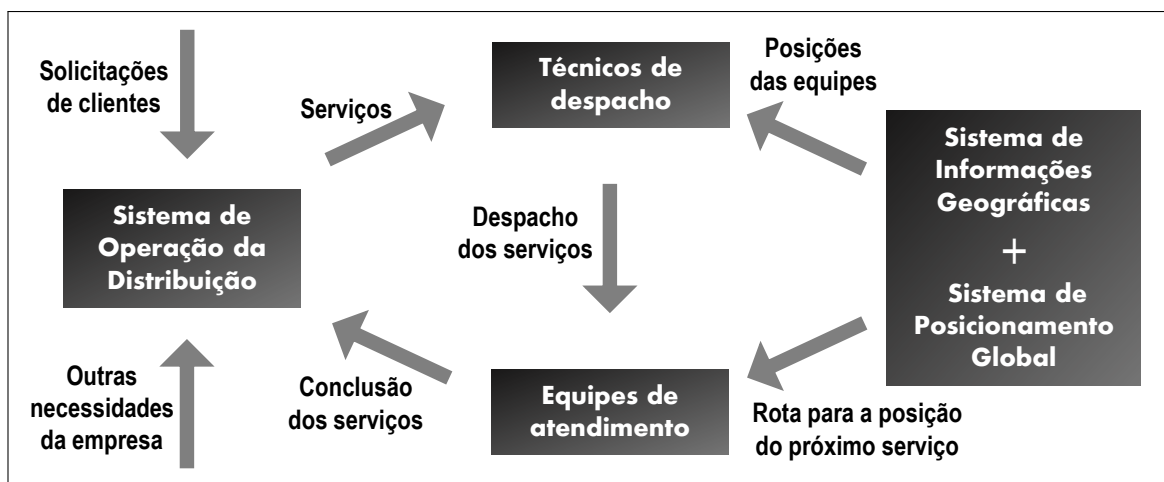 Solicitações
de clientes
Serviços
Técnicos de
despacho
Posições
das equipes
Sistema de
Operação da
Distribuição
Despacho
dos serviços
Sistema de
Informações
Geográficas
+
Sistema de
Posicionamento
Global
Outras
necessidades
da empresa
Conclusão
dos serviços
Equipes de
atendimento
Rota para a posição
do próximo serviço